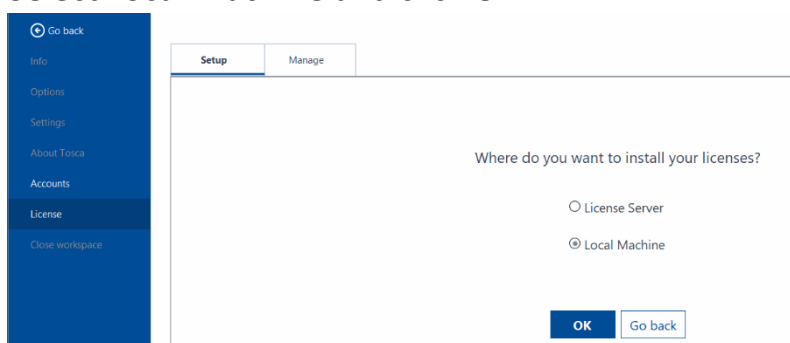 Go back
Info
Setup Manage
Options
Settings
About Tosca
Where do you want to install your licenses?
Accounts
License Server
License
Local Machine
Close workspace
OK Go back